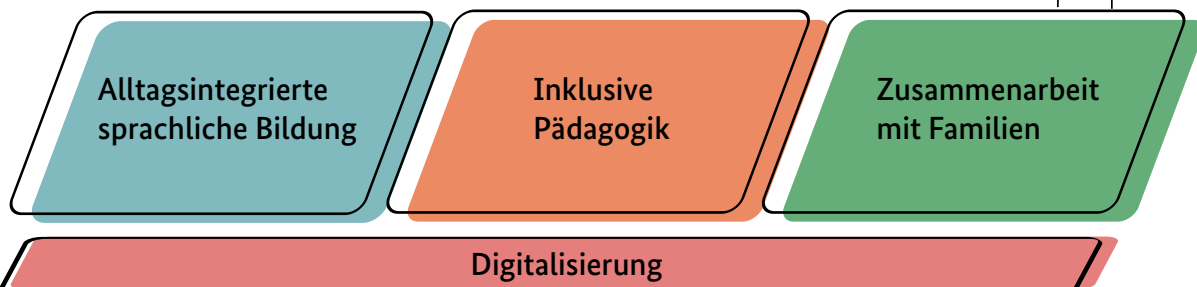 Alltagsintegrierte
sprachliche Bildung
Inklusive
Pädagogik
Zusammenarbeit
mit Familien
Digitalisierung